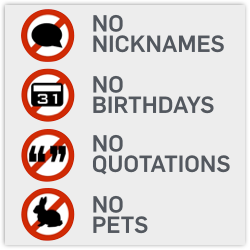 NO
NICKNAMES
31
NO
BIRTHDAYS
❝❞
NO
QUOTATIONS
NO
PETS